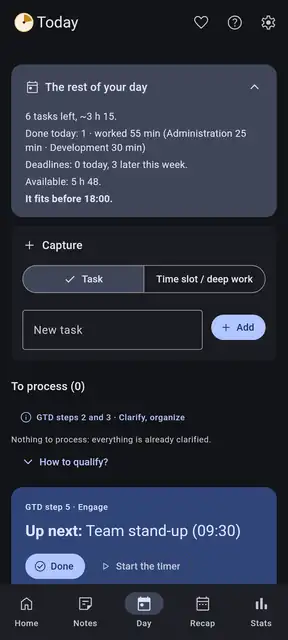 Today
The rest of your day
6 tasks left, ~3 h 15.
Done today: 1 · worked 55 min (Administration 25
min · Development 30 min)
Deadlines: 0 today, 3 later this week.
Available: 5 h 48.
It fits before 18:00.
+ Capture
Task
Time slot / deep work
New task
+ Add
To process (0)
GTD steps 2 and 3 · Clarify, organize
Nothing to process: everything is already clarified.
How to qualify?
GTD step 5 · Engage
Up next: Team stand-up (09:30)
Done
Start the timer
Home
Notes
Day
Recap
Stats